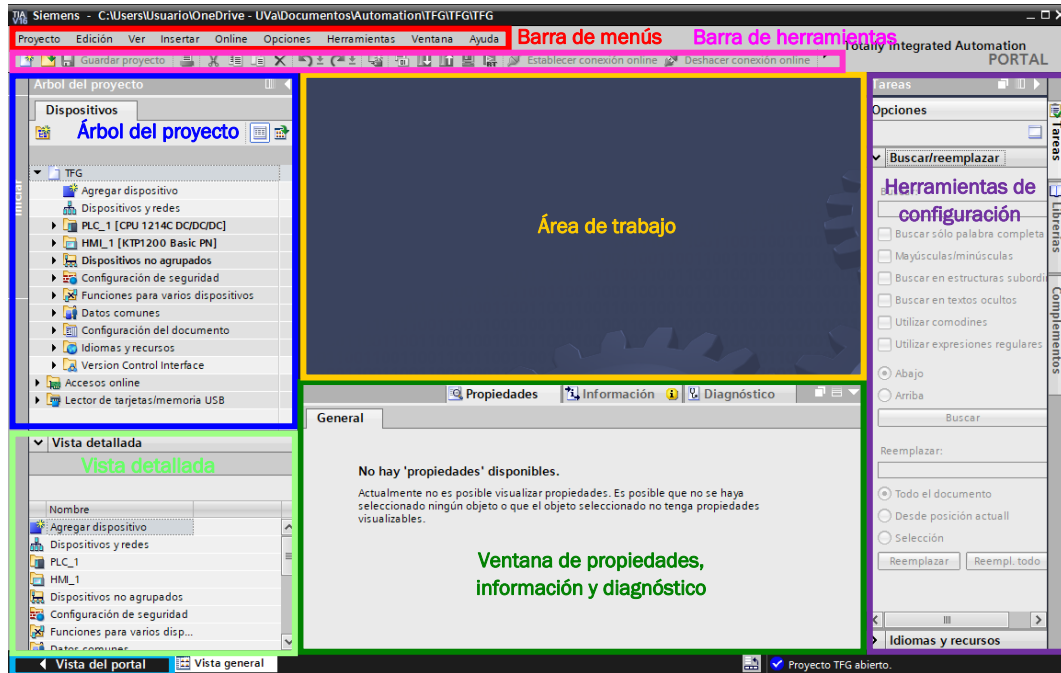 Siemens - C:\Users\Usuario\OneDrive - UVa\Documentos\Automation\TFG\TFG\TFG
Proyecto Edición Ver Insertar Online Opciones Herramientas Ventana Ayuda
Barra de menús
Barra de herramientas
Totally Integrated Automation
PORTAL
Guardar proyecto
Establecer conexión online
Deshacer conexión online
Árbol del proyecto
Dispositivos
Árbol del proyecto
Iniciar
TFG
Agregar dispositivo
Dispositivos y redes
PLC_1 [CPU 1214C DC/DC/DC]
HMI_1 [KTP1200 Basic PN]
Dispositivos no agrupados
Configuración de seguridad
Funciones para varios dispositivos
Datos comunes
Configuración del documento
Idiomas y recursos
Version Control Interface
Accesos online
Lector de tarjetas/memoria USB
Vista detallada
Vista detallada
Nombre
Agregar dispositivo
Dispositivos y redes
PLC_1
HMI_1
Dispositivos no agrupados
Configuración de seguridad
Funciones para varios disp...
Datos comunes
Área de trabajo
Propiedades
Información
Diagnóstico
General
No hay 'propiedades' disponibles.
Actualmente no es posible visualizar propiedades. Es posible que no se haya
seleccionado ningún objeto o que el objeto seleccionado no tenga propiedades
visualizables.
Ventana de propiedades,
información y diagnóstico
Tareas
Opciones
Buscar/reemplazar
Herramientas de
configuración
Buscar sólo palabra completa
Mayúsculas/minúsculas
Buscar en estructuras subordi
Buscar en textos ocultos
Utilizar comodines
Utilizar expresiones regulares
Abajo
Arriba
Buscar
Reemplazar:
Todo el documento
Desde posición actuall
Selección
Reemplazar
Reempl. todo
Idiomas y recursos
Tareas
Librerías
Complementos
Vista del portal
Vista general
Proyecto TFG abierto.